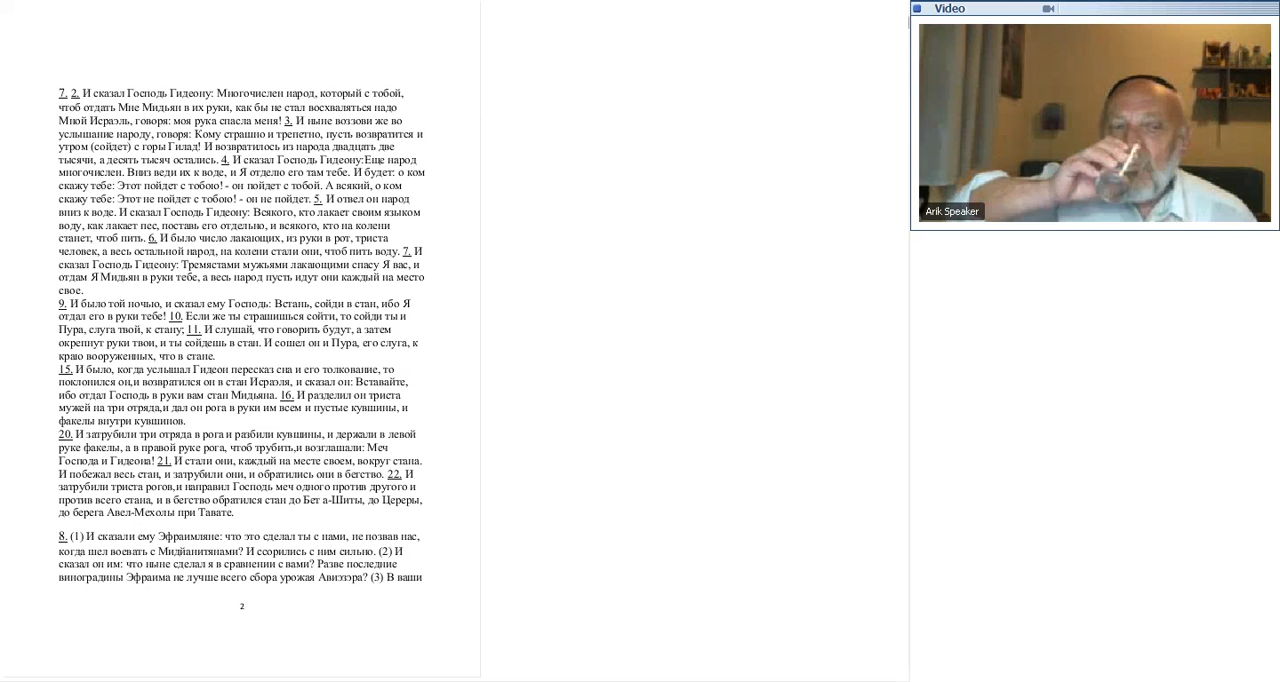 7. 2. И сказал Господь Гидеону: Многочислен народ, который с тобой,
чтоб отдать Мне Мидьян в их руки, как бы не стал восхваляться надо
Мной Исраэль, говоря: моя рука спасла меня! 3. И ныне воззови же во
услышание народу, говоря: Кому страшно и трепетно, пусть возвратится и
утром (сойдет) с горы Гилад! И возвратилось из народа двадцать две
тысячи, а десять тысяч остались. 4. И сказал Господь Гидеону:Еще народ
многочислен. Вниз веди их к воде, и Я отделю его там тебе. И будет: о ком
скажу тебе: Этот пойдет с тобою! - он пойдет с тобой. А всякий, о ком
скажу тебе: Этот не пойдет с тобою! - он не пойдет. 5. И отвел он народ
вниз к воде. И сказал Господь Гидеону: Всякого, кто лакает своим языком
воду, как лакает пес, поставь его отдельно, и всякого, кто на колени
станет, чтоб пить. 6. И было число лакающих, из руки в рот, триста
человек, а весь остальной народ, на колени стали они, чтоб пить воду. 7. И
сказал Господь Гидеону: Тремястами мужьями лакающими спасу Я вас, и
отдам Я Мидьян в руки тебе, а весь народ пусть идут они каждый на место
свое.
9. И было той ночью, и сказал ему Господь: Встань, сойди в стан, ибо Я
отдал его в руки тебе! 10. Если же ты страшишься сойти, то сойди ты и
Пура, слуга твой, к стану; 11. И слушай, что говорить будут, а затем
окрепнут руки твои, и ты сойдешь в стан. И сошел он и Пура, его слуга, к
краю вооруженных, что в стане.
15. И было, когда услышал Гидеон пересказ сна и его толкование, то
поклонился он,и возвратился он в стан Исраэля, и сказал он: Вставайте,
ибо отдал Господь в руки вам стан Мидьяна. 16. И разделил он триста
мужей на три отряда,и дал он рога в руки им всем и пустые кувшины, и
факелы внутри кувшинов.
20. И затрубили три отряда в рога и разбили кувшины, и держали в левой
руке факелы, а в правой руке рога, чтоб трубить,и возглашали: Меч
Господа и Гидеона! 21. И стали они, каждый на месте своем, вокруг стана.
И побежал весь стан, и затрубили они, и обратились они в бегство. 22. И
затрубили триста рогов,и направил Господь меч одного против другого и
против всего стана, и в бегство обратился стан до Бет а-Шиты, до Цереры,
до берега Авел-Мехолы при Тавате.
8. (1) И сказали ему Эфраимляне: что это сделал ты с нами, не позвав нас,
когда шел воевать с Мидйанитянами? И ссорились с ним сильно. (2) И
сказал он им: что ныне сделал я в сравнении с вами? Разве последние
виноградины Эфраима не лучше всего сбора урожая Авиэзэра? (3) В ваши
2
Video
Arik Speaker